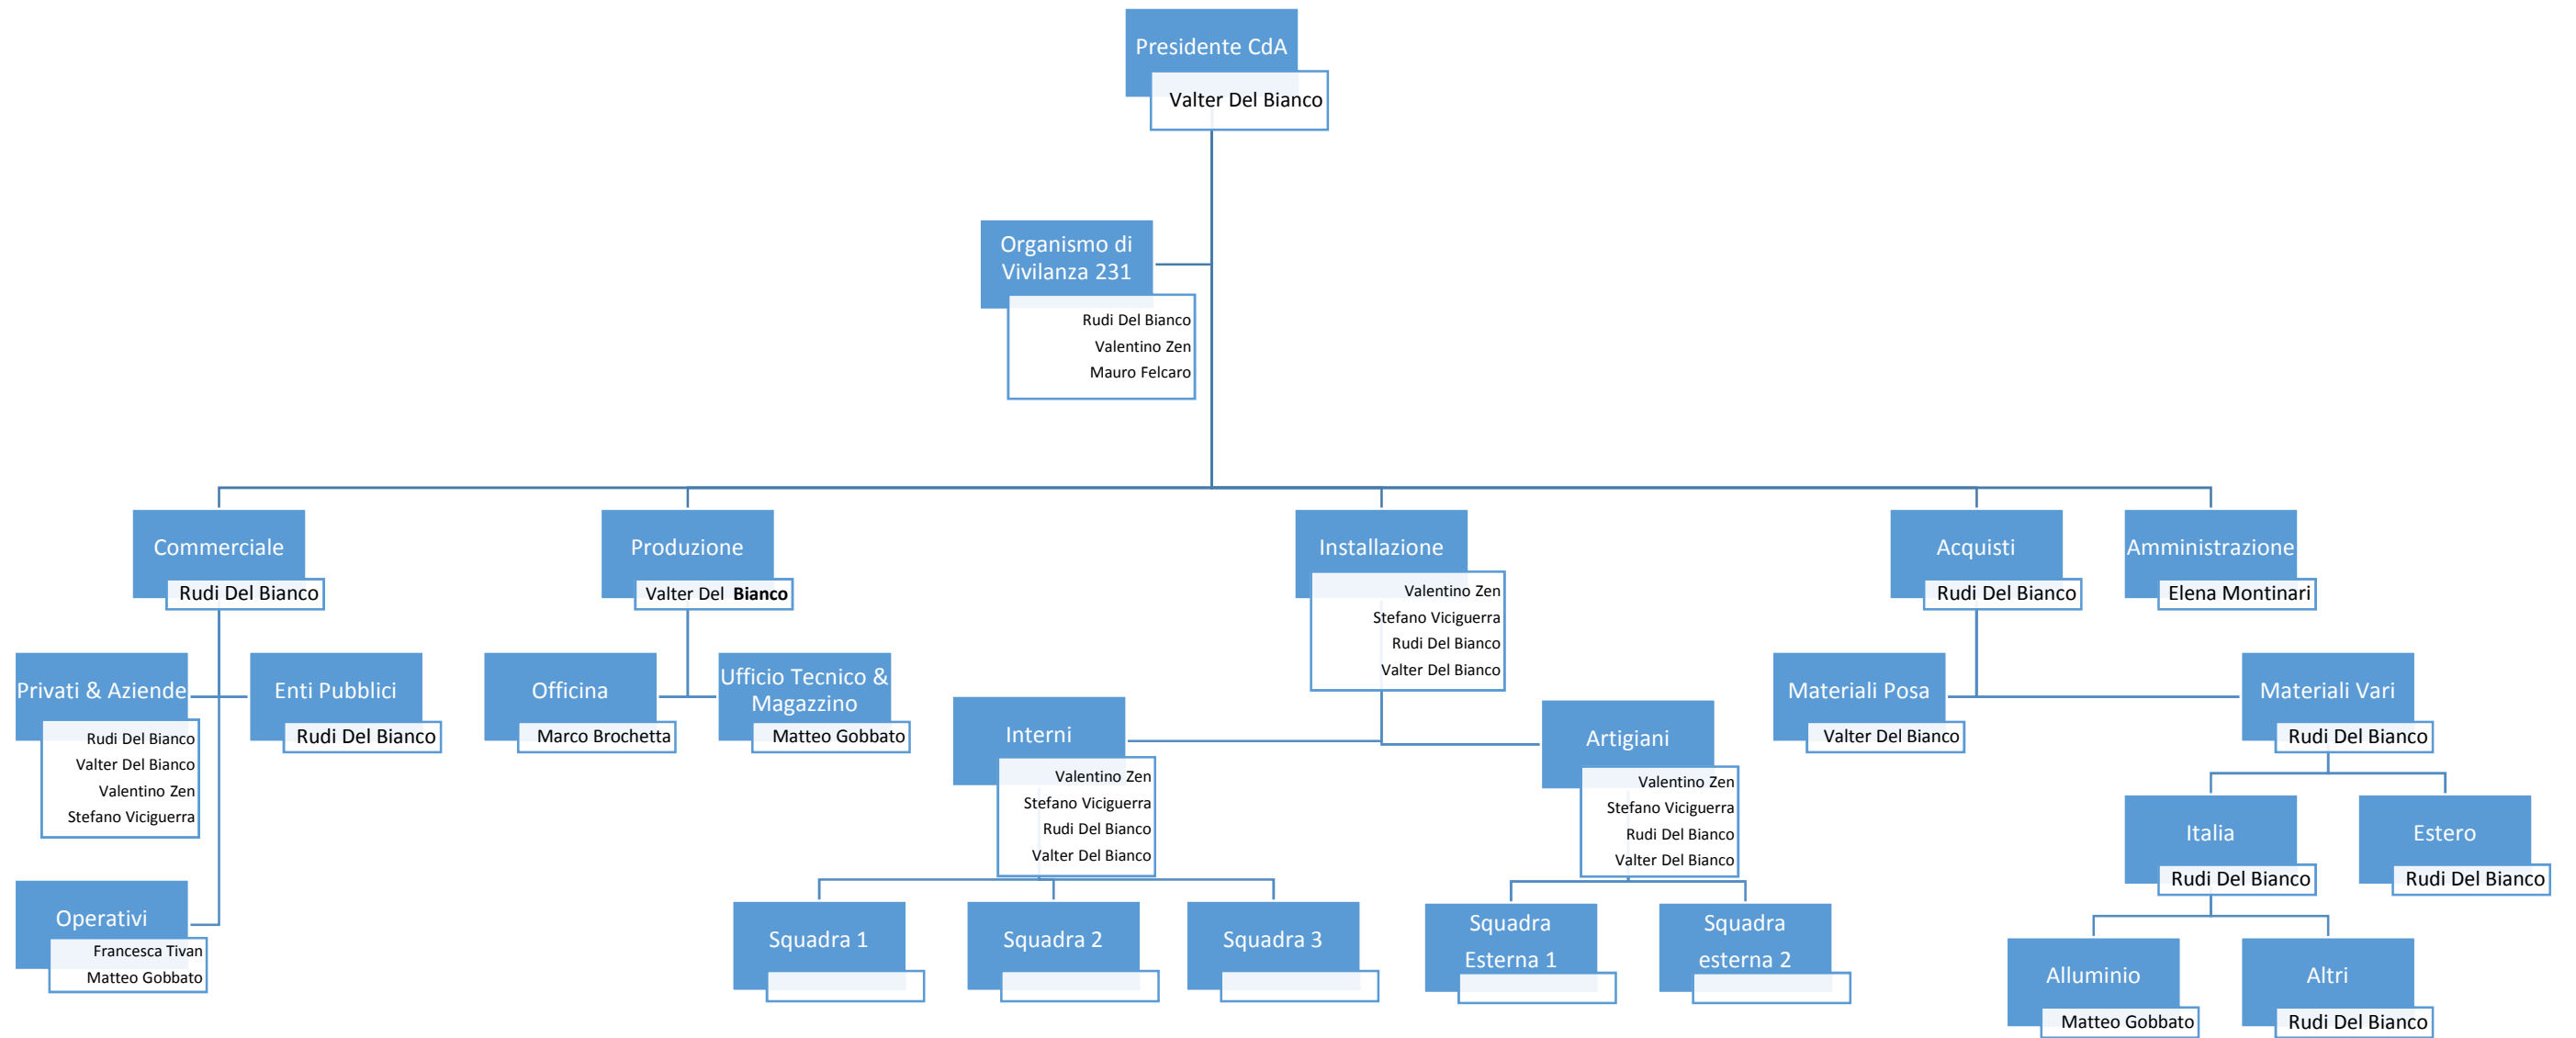 Presidente CdA
Valter Del Bianco
Organismo di
Vivilanza 231
Rudi Del Bianco
Valentino Zen
Mauro Felcaro
Commerciale
Rudi Del Bianco
Privati & Aziende
Rudi Del Bianco
Valter Del Bianco
Valentino Zen
Stefano Viciguerra
Enti Pubblici
Rudi Del Bianco
Operativi
Francesca Tivan
Matteo Gobbato
Produzione
Valter Del Bianco
Officina
Marco Brochetta
Ufficio Tecnico &
Magazzino
Matteo Gobbato
Installazione
Valentino Zen
Stefano Viciguerra
Rudi Del Bianco
Valter Del Bianco
Interni
Valentino Zen
Stefano Viciguerra
Rudi Del Bianco
Valter Del Bianco
Squadra 1
Squadra 2
Squadra 3
Artigiani
Valentino Zen
Stefano Viciguerra
Rudi Del Bianco
Valter Del Bianco
Squadra
Esterna 1
Squadra
esterna 2
Acquisti
Rudi Del Bianco
Materiali Posa
Valter Del Bianco
Materiali Vari
Rudi Del Bianco
Italia
Rudi Del Bianco
Estero
Rudi Del Bianco
Alluminio
Matteo Gobbato
Altri
Rudi Del Bianco
Amministrazione
Elena Montinari